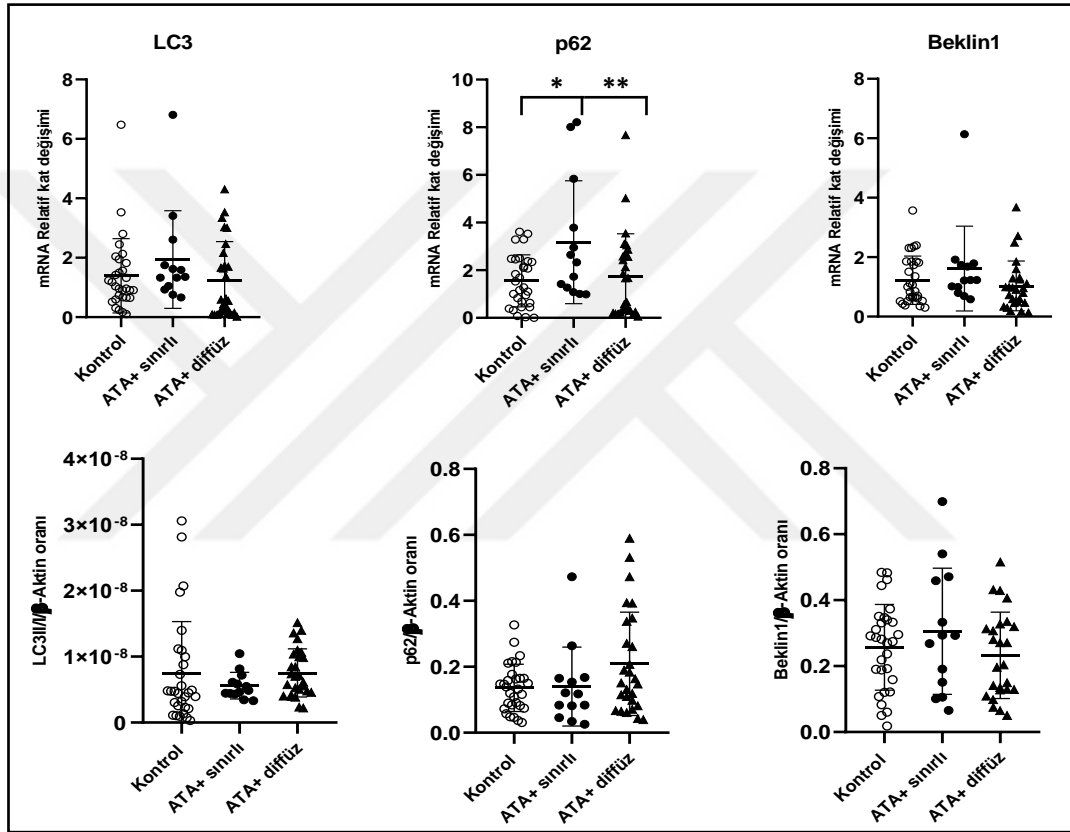 LC3
mRNA Relatif kat değişimi
8
6
4
2
0
Kontrol
ATA+ sınırlı
ATA+ diffüz
p62
mRNA Relatif kat değişimi
10
8
6
4
2
0
* **
Kontrol
ATA+ sınırlı
ATA+ diffüz
Beklin1
mRNA Relatif kat değişimi
8
6
4
2
0
Kontrol
ATA+ sınırlı
ATA+ diffüz
4×10⁻⁸
3×10⁻⁸
2×10⁻⁸
1×10⁻⁸
0
Kontrol
ATA+ sınırlı
ATA+ diffüz
p62/β-Aktin oranı
0.8
0.6
0.4
0.2
0.0
Kontrol
ATA+ sınırlı
ATA+ diffüz
Beklin1/β-Aktin oranı
0.8
0.6
0.4
0.2
0.0
Kontrol
ATA+ sınırlı
ATA+ diffüz